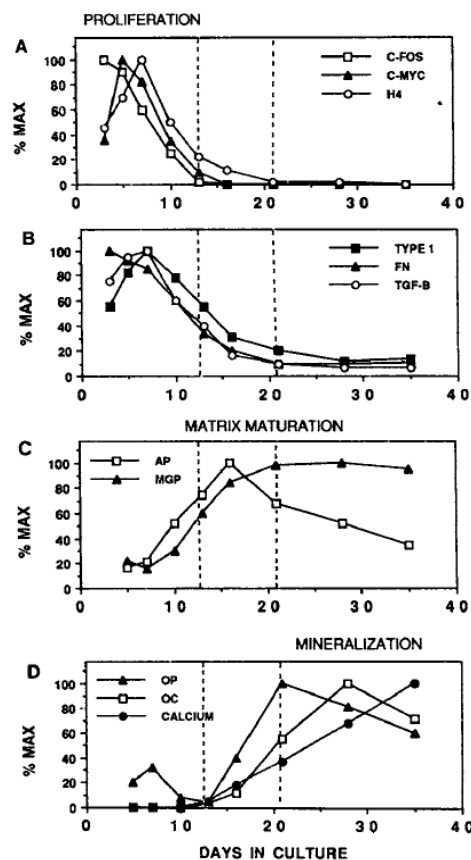 PROLIFERATION
A
C-FOS
C-MYC
H4
% MAX
100
80
60
40
20
0
0 10 20 30 40
B
TYPE 1
FN
TGF-B
% MAX
100
80
60
40
20
0
0 10 20 30 40
MATRIX MATURATION
C
AP
MGP
% MAX
100
80
60
40
20
0
0 10 20 30 40
MINERALIZATION
D
OP
OC
CALCIUM
% MAX
100
80
60
40
20
0
0 10 20 30 40
DAYS IN CULTURE